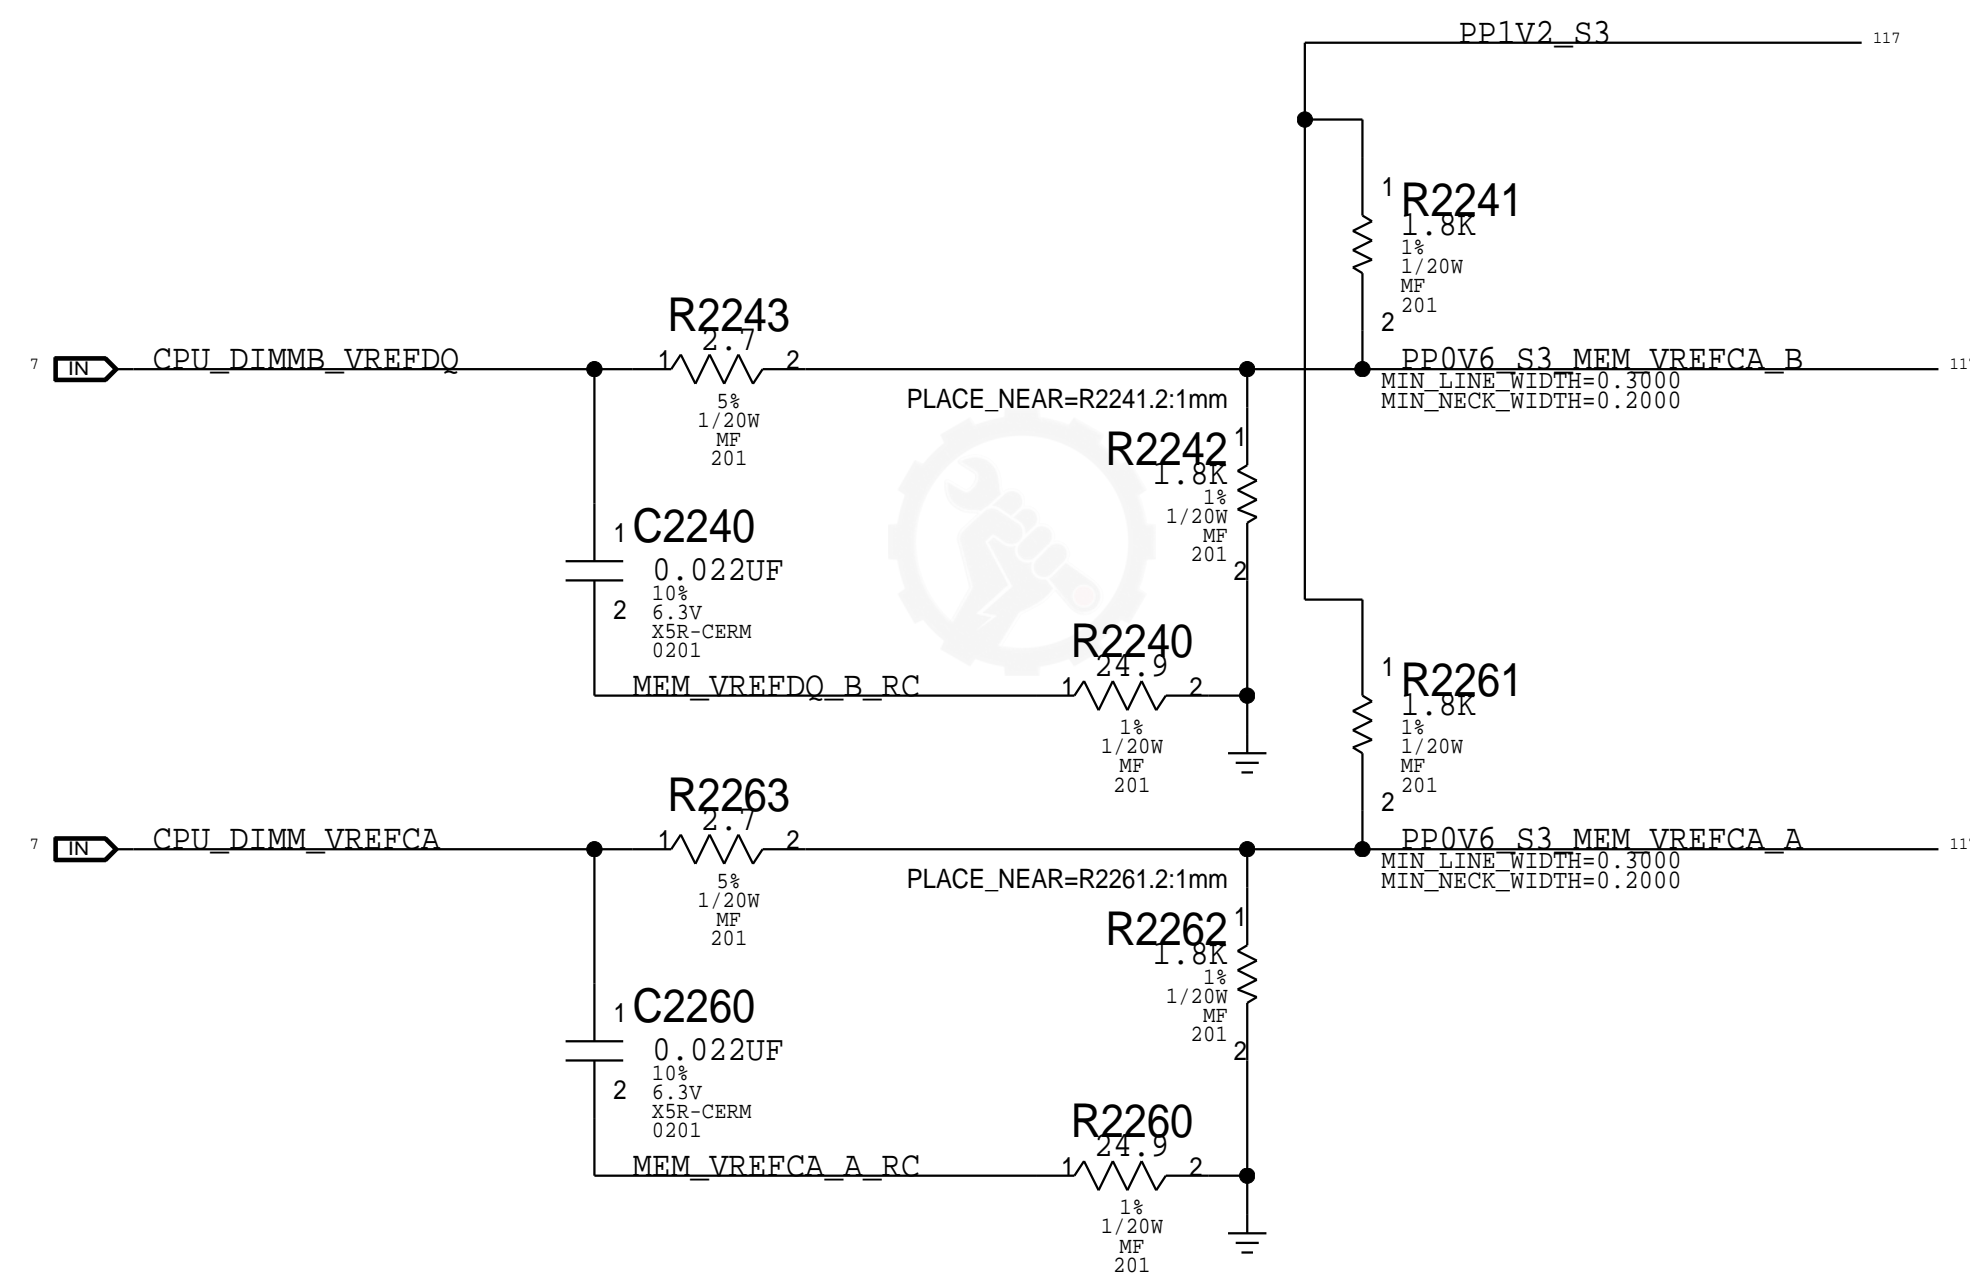 PP1V2_S3
117
1
R2241
1.8K
1%
1/20W
MF
201
2
R2243
2.7
7
IN
CPU_DIMMB_VREFDQ
1
2
5%
1/20W
MF
201
PP0V6_S3_MEM_VREFCA_B
MIN_LINE_WIDTH=0.3000
MIN_NECK_WIDTH=0.2000
PLACE_NEAR=R2241.2:1mm
1
R2242
1.8K
1%
1/20W
MF
201
2
1
C2240
0.022UF
10%
6.3V
X5R-CERM
0201
2
R2240
24.9
MEM_VREFDQ_B_RC
1
2
1%
1/20W
MF
201
1
R2261
1.8K
1%
1/20W
MF
201
2
R2263
2.7
7
IN
CPU_DIMM_VREFCA
1
2
5%
1/20W
MF
201
PP0V6_S3_MEM_VREFCA_A
MIN_LINE_WIDTH=0.3000
MIN_NECK_WIDTH=0.2000
PLACE_NEAR=R2261.2:1mm
1
R2262
1.8K
1%
1/20W
MF
201
2
1
C2260
0.022UF
10%
6.3V
X5R-CERM
0201
2
R2260
24.9
MEM_VREFCA_A_RC
1
2
1%
1/20W
MF
201